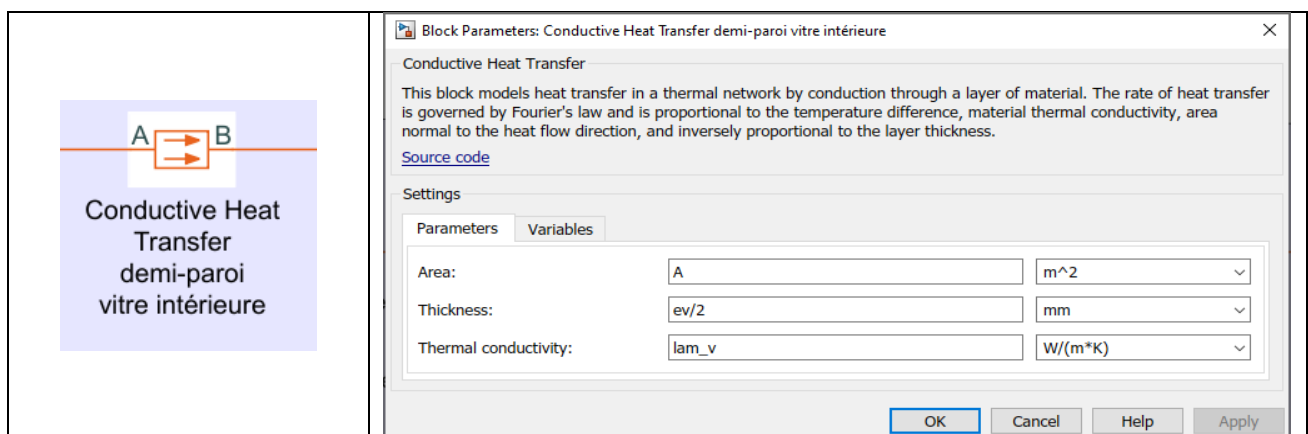 A B
Conductive Heat
Transfer
demi-paroi
vitre intérieure
Block Parameters: Conductive Heat Transfer demi-paroi vitre intérieure
Conductive Heat Transfer
This block models heat transfer in a thermal network by conduction through a layer of material. The rate of heat transfer
is governed by Fourier's law and is proportional to the temperature difference, material thermal conductivity, area
normal to the heat flow direction, and inversely proportional to the layer thickness.
Source code
Settings
Parameters Variables
Area: A m^2
Thickness: ev/2 mm
Thermal conductivity: lam_v W/(m*K)
OK Cancel Help Apply